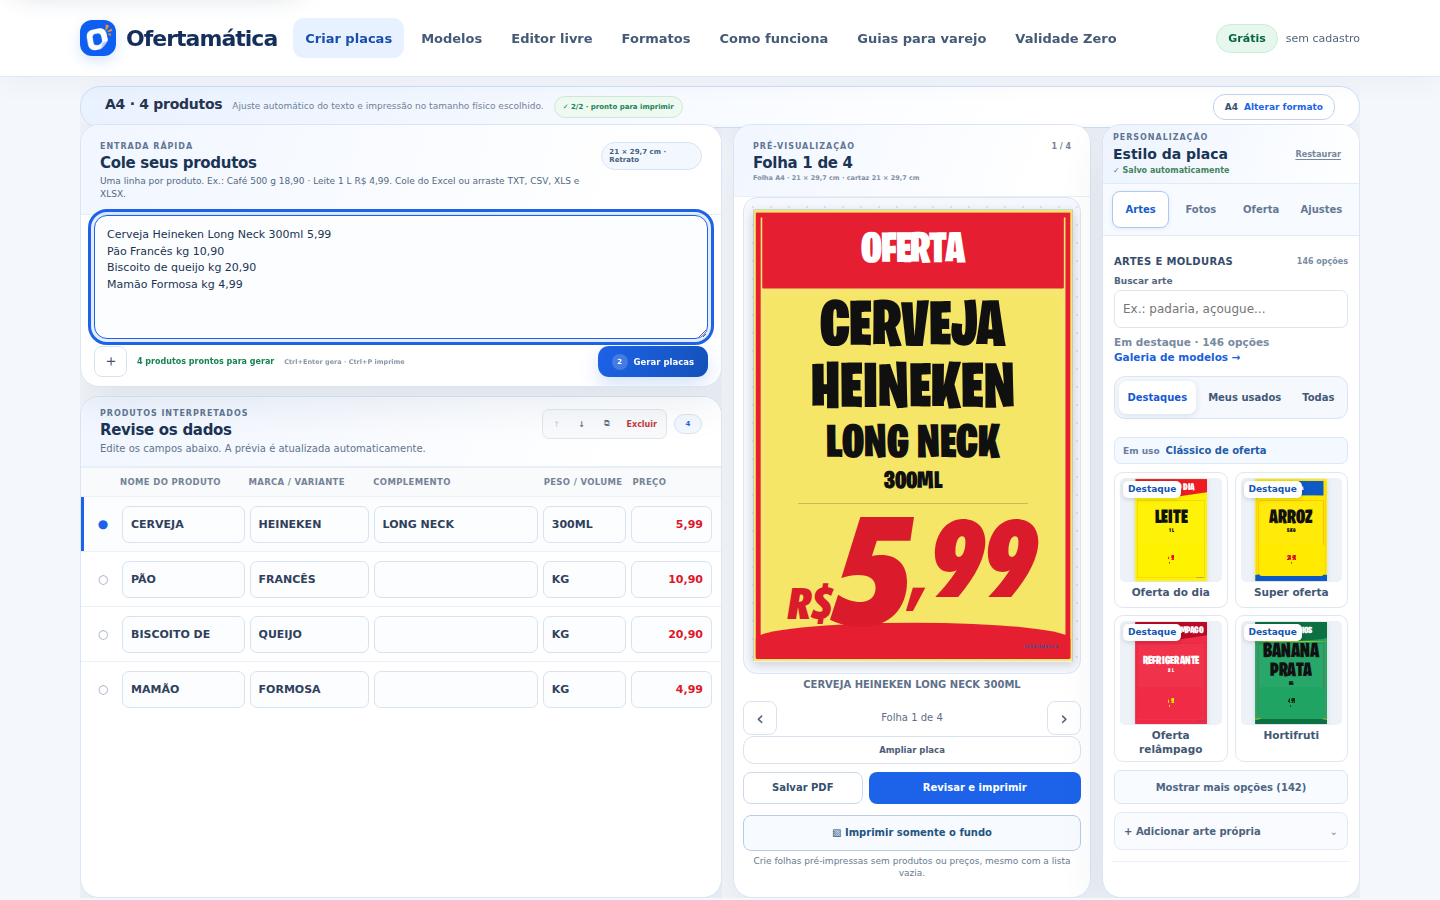 Ofertamática
Criar placas
Modelos
Editor livre
Formatos
Como funciona
Guias para varejo
Validade Zero
Grátis
sem cadastro
A4 · 4 produtos
Ajuste automático do texto e impressão no tamanho físico escolhido.
✓ 2/2 · pronto para imprimir
A4 Alterar formato
ENTRADA RÁPIDA
Cole seus produtos
Uma linha por produto. Ex.: Café 500 g 18,90 · Leite 1 L R$ 4,99. Cole do Excel ou arraste TXT, CSV, XLS e
XLSX.
21 × 29,7 cm ·
Retrato
Cerveja Heineken Long Neck 300ml 5,99
Pão Francês kg 10,90
Biscoito de queijo kg 20,90
Mamão Formosa kg 4,99
+
4 produtos prontos para gerar
Ctrl+Enter gera · Ctrl+P imprime
2 Gerar placas
PRODUTOS INTERPRETADOS
Revise os dados
Edite os campos abaixo. A prévia é atualizada automaticamente.
↑ ↓ ⧉ Excluir
4
NOME DO PRODUTO MARCA / VARIANTE COMPLEMENTO PESO / VOLUME PREÇO
CERVEJA HEINEKEN LONG NECK 300ML 5,99
PÃO FRANCÊS KG 10,90
BISCOITO DE QUEIJO KG 20,90
MAMÃO FORMOSA KG 4,99
PRÉ-VISUALIZAÇÃO
1 / 4
Folha 1 de 4
Folha A4 · 21 × 29,7 cm · cartaz 21 × 29,7 cm
OFERTA
CERVEJA
HEINEKEN
LONG NECK
300ML
R$ 5,99
CERVEJA HEINEKEN LONG NECK 300ML
‹ Folha 1 de 4 ›
Ampliar placa
Salvar PDF
Revisar e imprimir
▧ Imprimir somente o fundo
Crie folhas pré-impressas sem produtos ou preços, mesmo com a lista
vazia.
PERSONALIZAÇÃO
Estilo da placa
Restaurar
✓ Salvo automaticamente
Artes
Fotos
Oferta
Ajustes
ARTES E MOLDURAS
146 opções
Buscar arte
Ex.: padaria, açougue...
Em destaque · 146 opções
Galeria de modelos →
Destaques
Meus usados
Todas
Em uso Clássico de oferta
Destaque
DIA
LEITE
1 L
Oferta do dia
Destaque
ARROZ
5KG
Super oferta
Destaque
REFRIGERANTE
2 L
Oferta
relâmpago
Destaque
BANANA
PRATA
Hortifruti
Mostrar mais opções (142)
+ Adicionar arte própria